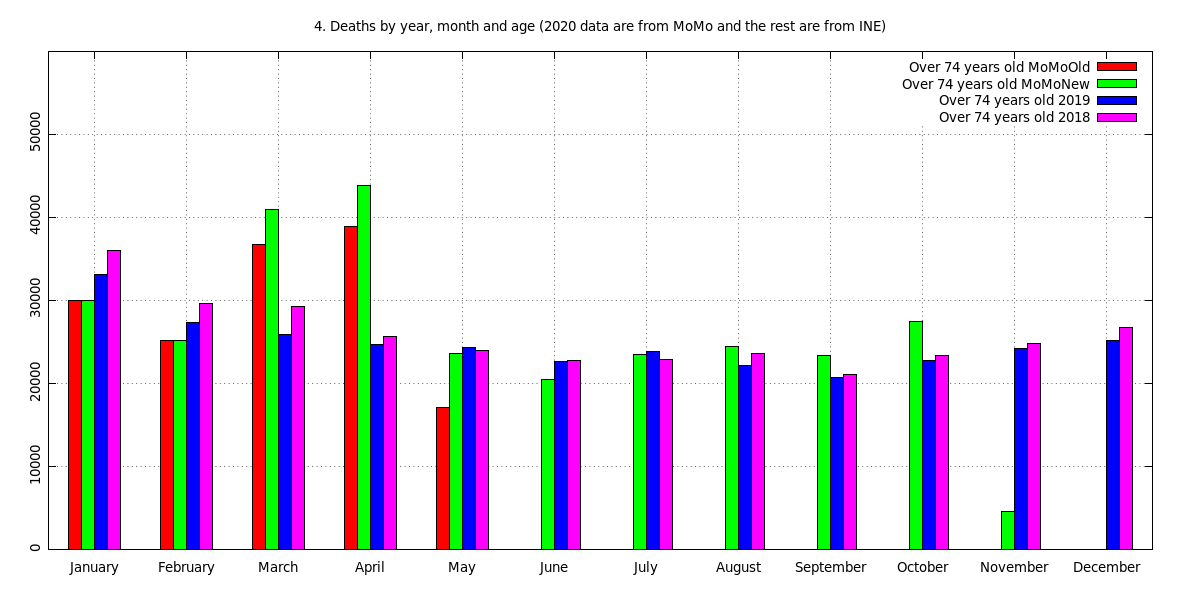 4. Deaths by year, month and age (2020 data are from MoMo and the rest are from INE)
Over 74 years old MoMoOld
Over 74 years old MoMoNew
Over 74 years old 2019
Over 74 years old 2018
50000
40000
30000
20000
10000
0
January February March April May June July August September October November December